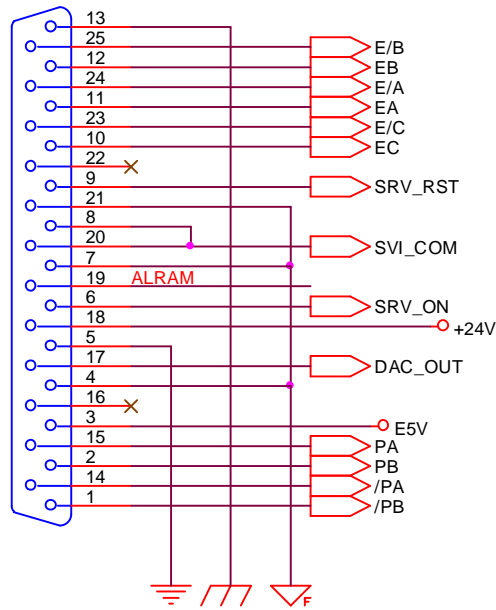 13
25 E/B
12 EB
24 E/A
11 EA
23 E/C
10 EC
22
9 SRV_RST
21
8
20 SVI_COM
7
19 ALRAM
6 SRV_ON
18 +24V
5
17 DAC_OUT
4
16
3 E5V
15 PA
2 PB
14 /PA
1 /PB
F